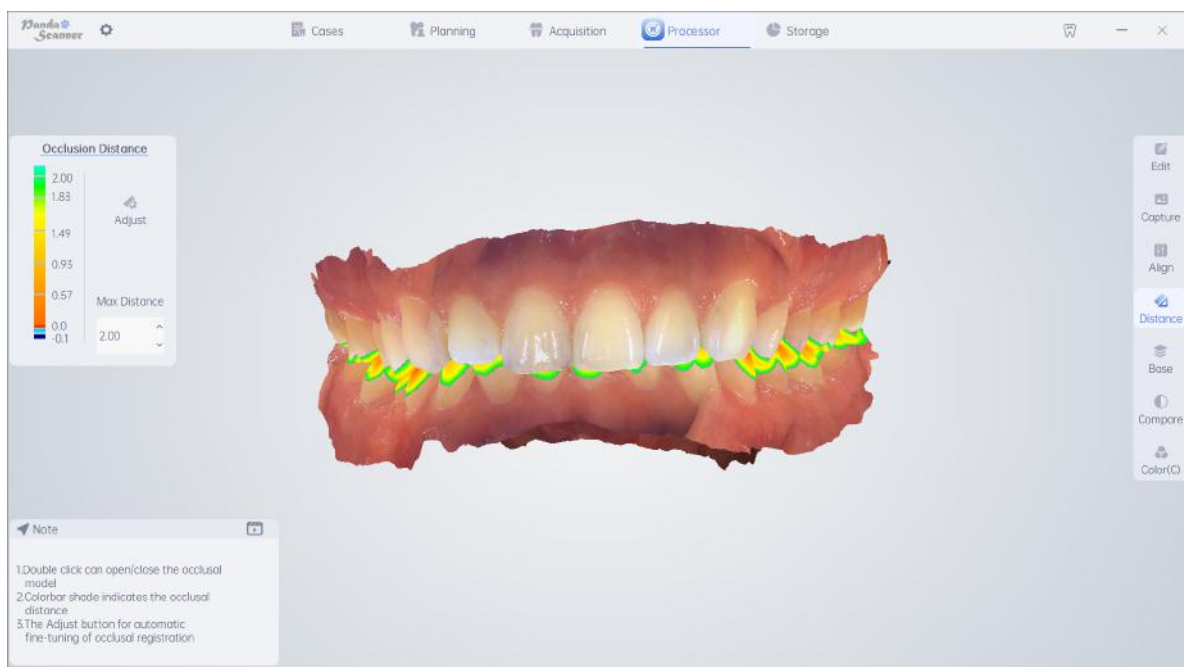 Panda Scanner
Cases
Planning
Acquisition
Processor
Storage
Occlusion Distance
2.00
1.83
1.49
0.93
0.57
0.0
-0.1
Adjust
Max Distance
2.00
Edit
Capture
Align
Distance
Base
Compare
Color(C)
Note
1.Double click can open/close the occlusal
model
2.Colorbar shade indicates the occlusal
distance
3.The Adjust button for automatic
fine-tuning of occlusal registration